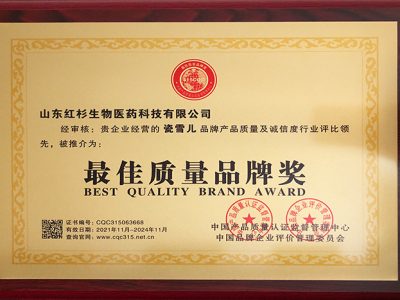 山东红杉生物医药科技有限公司
经审核：贵企业经营的 瓷雪儿 品牌产品质量及诚信度行业评比领
先，被推介为：
最佳质量品牌奖
BEST QUALITY BRAND AWARD
证书编号：CQC315063668
有效日期：2021年11月-2024年11月
查询官网：www.cqc315.net.cn
中国产品质量认证监督管理中心
中国品牌企业评价管理委员会